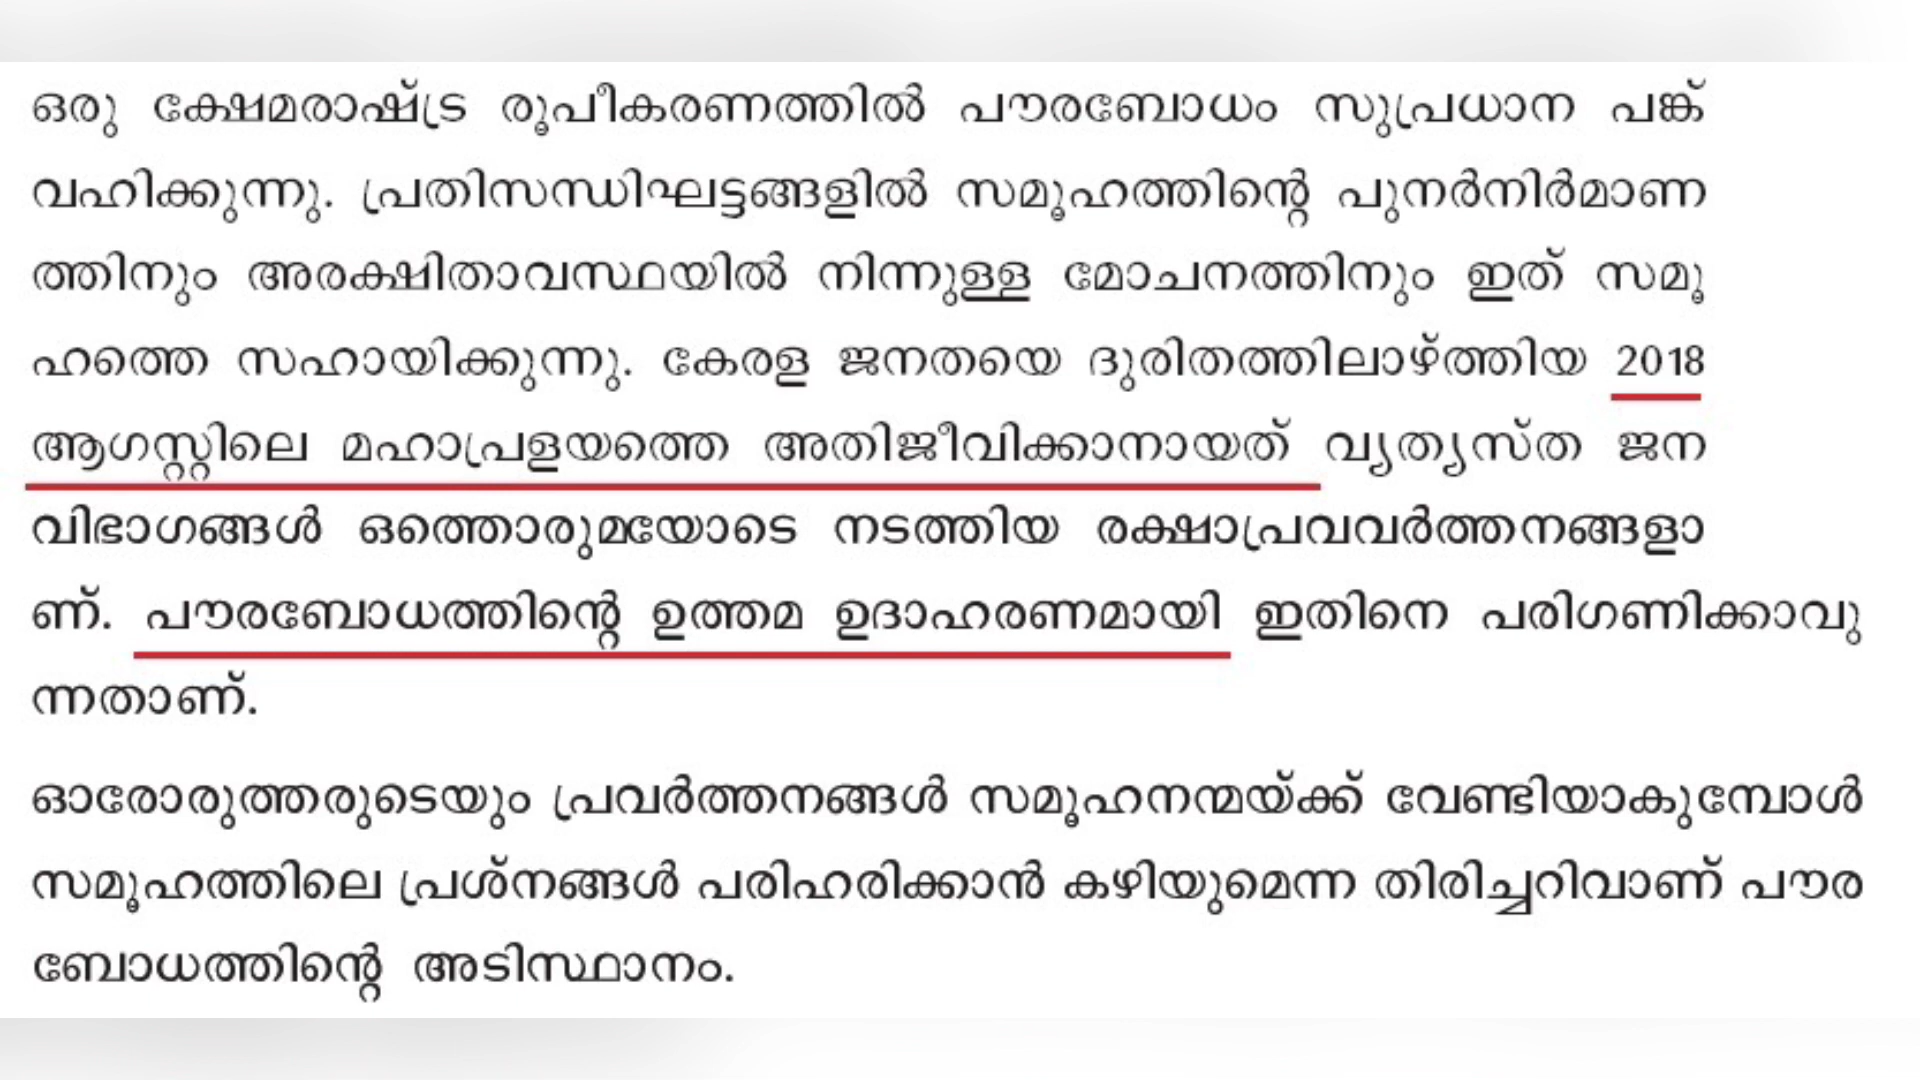 ഒരു ക്ഷേമരാഷ്ട്ര രൂപീകരണത്തിൽ പൗരബോധം സുപ്രധാന പങ്ക്
വഹിക്കുന്നു. പ്രതിസന്ധിഘട്ടങ്ങളിൽ സമൂഹത്തിന്റെ പുനർനിർമാണ
ത്തിനും അരക്ഷിതാവസ്ഥയിൽ നിന്നുള്ള മോചനത്തിനും ഇത് സമൂ
ഹത്തെ സഹായിക്കുന്നു. കേരള ജനതയെ ദുരിതത്തിലാഴ്ത്തിയ 2018
ആഗസ്റ്റിലെ മഹാപ്രളയത്തെ അതിജീവിക്കാനായത് വ്യത്യസ്ത ജന
വിഭാഗങ്ങൾ ഒത്തൊരുമയോടെ നടത്തിയ രക്ഷാപ്രവവർത്തനങ്ങളാ
ണ്. പൗരബോധത്തിന്റെ ഉത്തമ ഉദാഹരണമായി ഇതിനെ പരിഗണിക്കാവു
ന്നതാണ്.
ഓരോരുത്തരുടെയും പ്രവർത്തനങ്ങൾ സമൂഹനന്മയ്ക്ക് വേണ്ടിയാകുമ്പോൾ
സമൂഹത്തിലെ പ്രശ്നങ്ങൾ പരിഹരിക്കാൻ കഴിയുമെന്ന തിരിച്ചറിവാണ് പൗര
ബോധത്തിന്റെ അടിസ്ഥാനം.